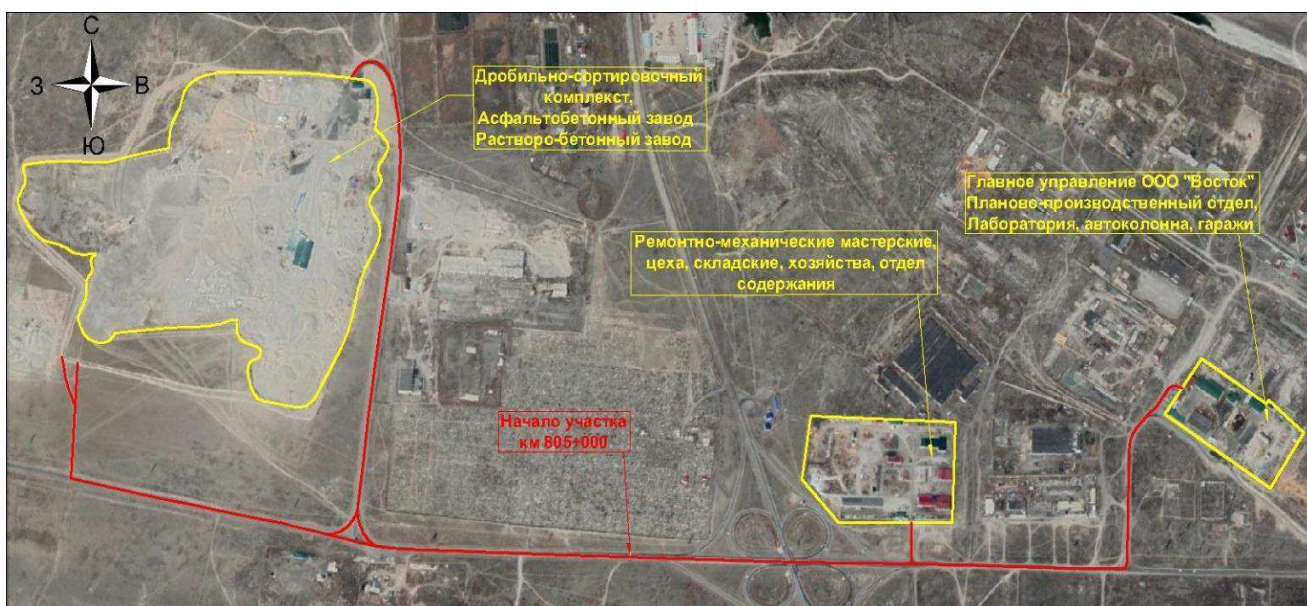 С
З
В
Ю
Дробильно-сортировочный
комплекст,
Асфальтобетонный завод
Растворо-бетонный завод
Главное управление ООО "Восток"
Планово-производственный отдел,
Лаборатория, автоколонна, гаражи
Ремонтно-механические мастерские,
цеха, складские, хозяйства, отдел
содержания
Начало участка
км 805+000